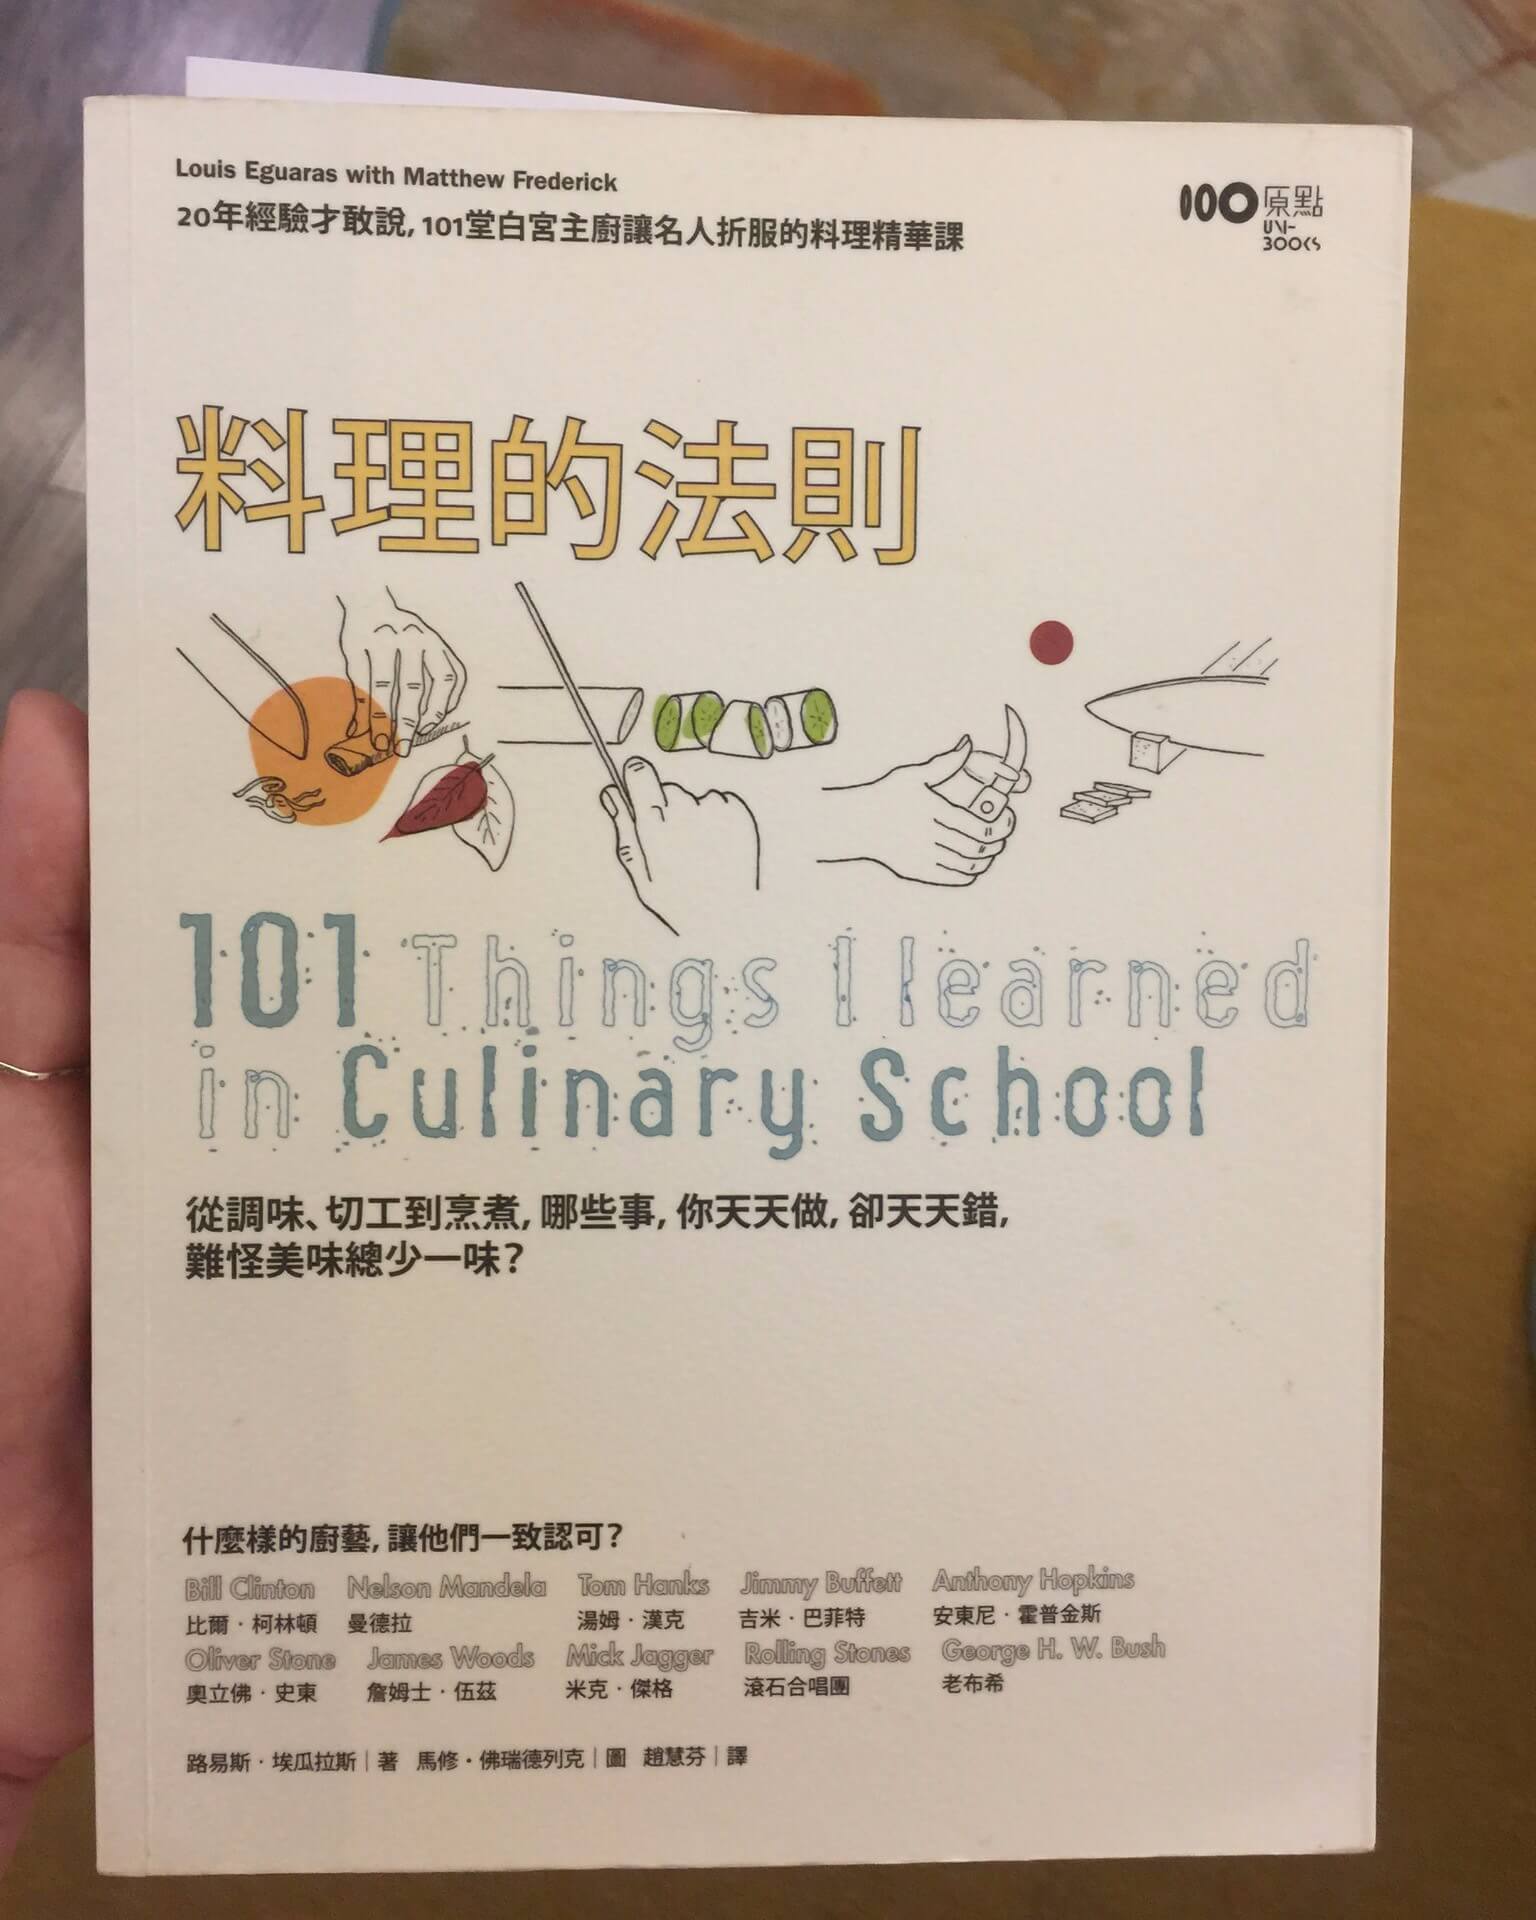 Louis Eguaras with Matthew Frederick
20年經驗才敢說, 101堂白宮主廚讓名人折服的料理精華課
原點
UNI-
BOOKS
料理的法則
101 Things I learned
in Culinary School
從調味、切工到烹煮, 哪些事, 你天天做, 卻天天錯,
難怪美味總少一味？
什麼樣的廚藝, 讓他們一致認可？
Bill Clinton Nelson Mandela Tom Hanks Jimmy Buffett Anthony Hopkins
比爾・柯林頓 曼德拉 湯姆・漢克 吉米・巴菲特 安東尼・霍普金斯
Oliver Stone James Woods Mick Jagger Rolling Stones George H. W. Bush
奧立佛・史東 詹姆士・伍茲 米克・傑格 滾石合唱團 老布希
路易斯・埃瓜拉斯｜著 馬修・佛瑞德列克｜圖 趙慧芬｜譯